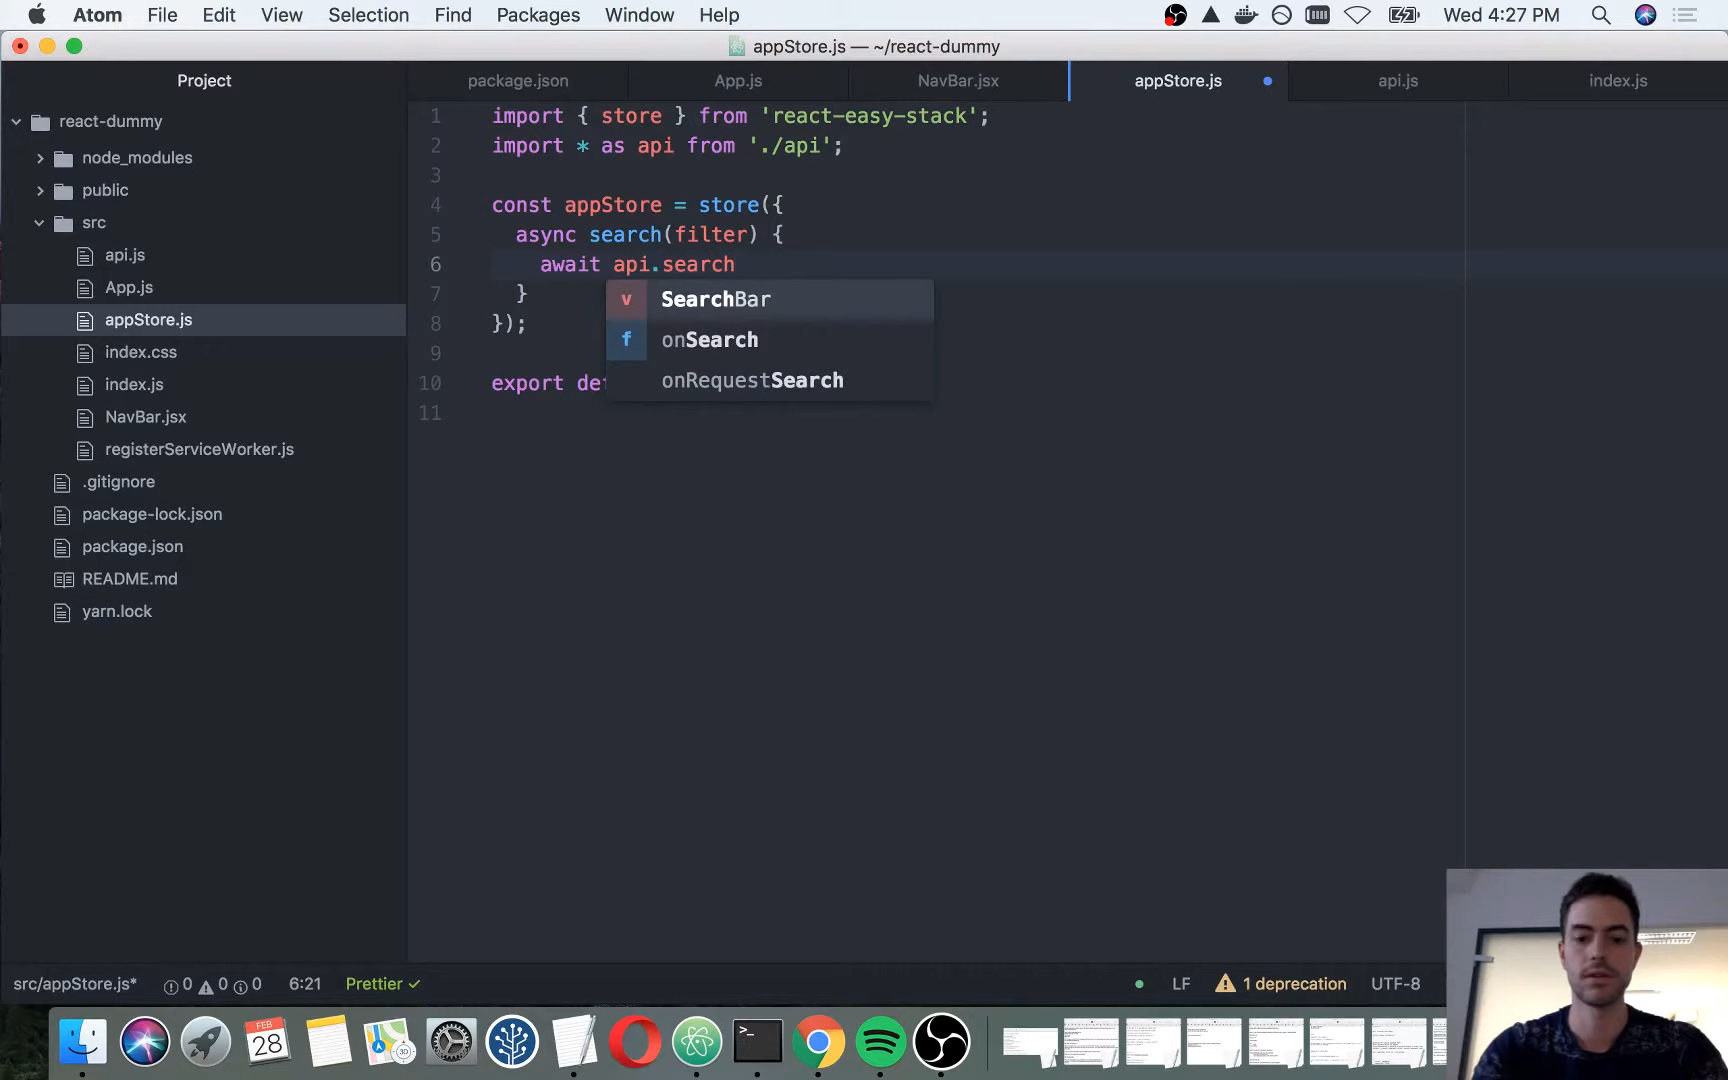 Atom File Edit View Selection Find Packages Window Help Wed 4:27 PM
appStore.js — ~/react-dummy
Project
package.json App.js NavBar.jsx appStore.js api.js index.js
react-dummy
node_modules
public
src
api.js
App.js
appStore.js
index.css
index.js
NavBar.jsx
registerServiceWorker.js
.gitignore
package-lock.json
package.json
README.md
yarn.lock
1 import { store } from 'react-easy-stack';
2 import * as api from './api';
3
4 const appStore = store({
5 async search(filter) {
6 await api.search
7 }
8 });
9
10 export def
11
v SearchBar
f onSearch
onRequestSearch
src/appStore.js* 0 0 0 6:21 Prettier ✓ LF 1 deprecation UTF-8
FEB
28
3D
>_